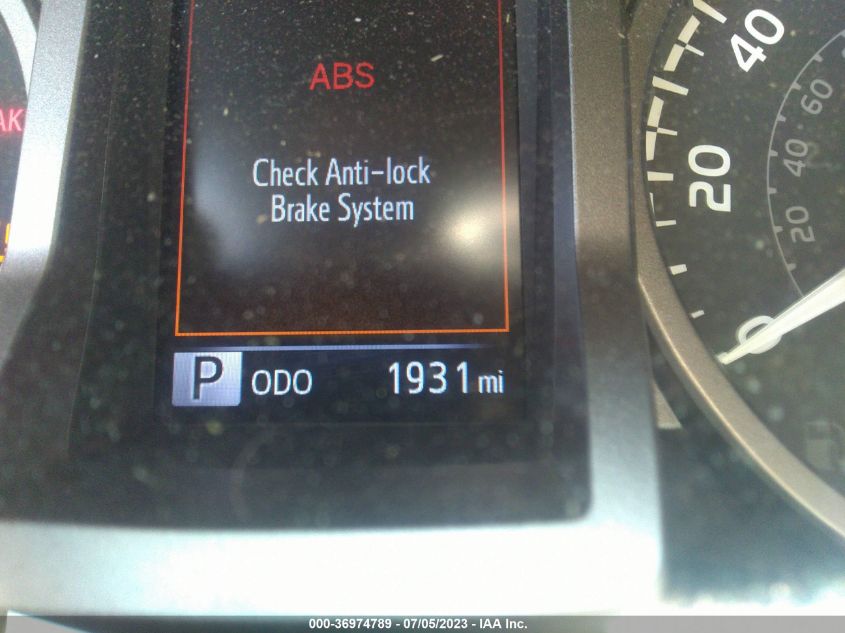 ABS
Check Anti-lock
Brake System
P ODO 1931 mi
AK
0
20
40
20
40
60
000-36974789 - 07/05/2023 - IAA Inc.